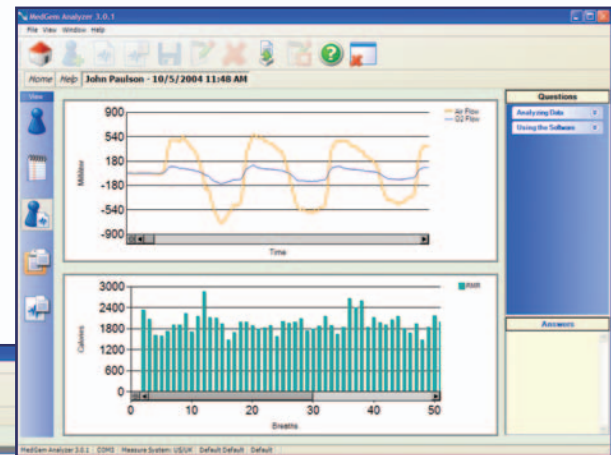 MedGem Analyzer 3.0.1
File View Window Help
Home Help John Paulson - 10/5/2004 11:48 AM
View
Questions
Analyzing Data
Using the Software
900
540
180
-180
-540
-900
Time
Air Flow
O2 Flow
3000
2400
1800
1200
600
0
Calories
0 10 20 30 40 50
Breaths
RMR
Answers
MedGem Analyzer 3.0.1 Measure System: US/UK Default Default Default